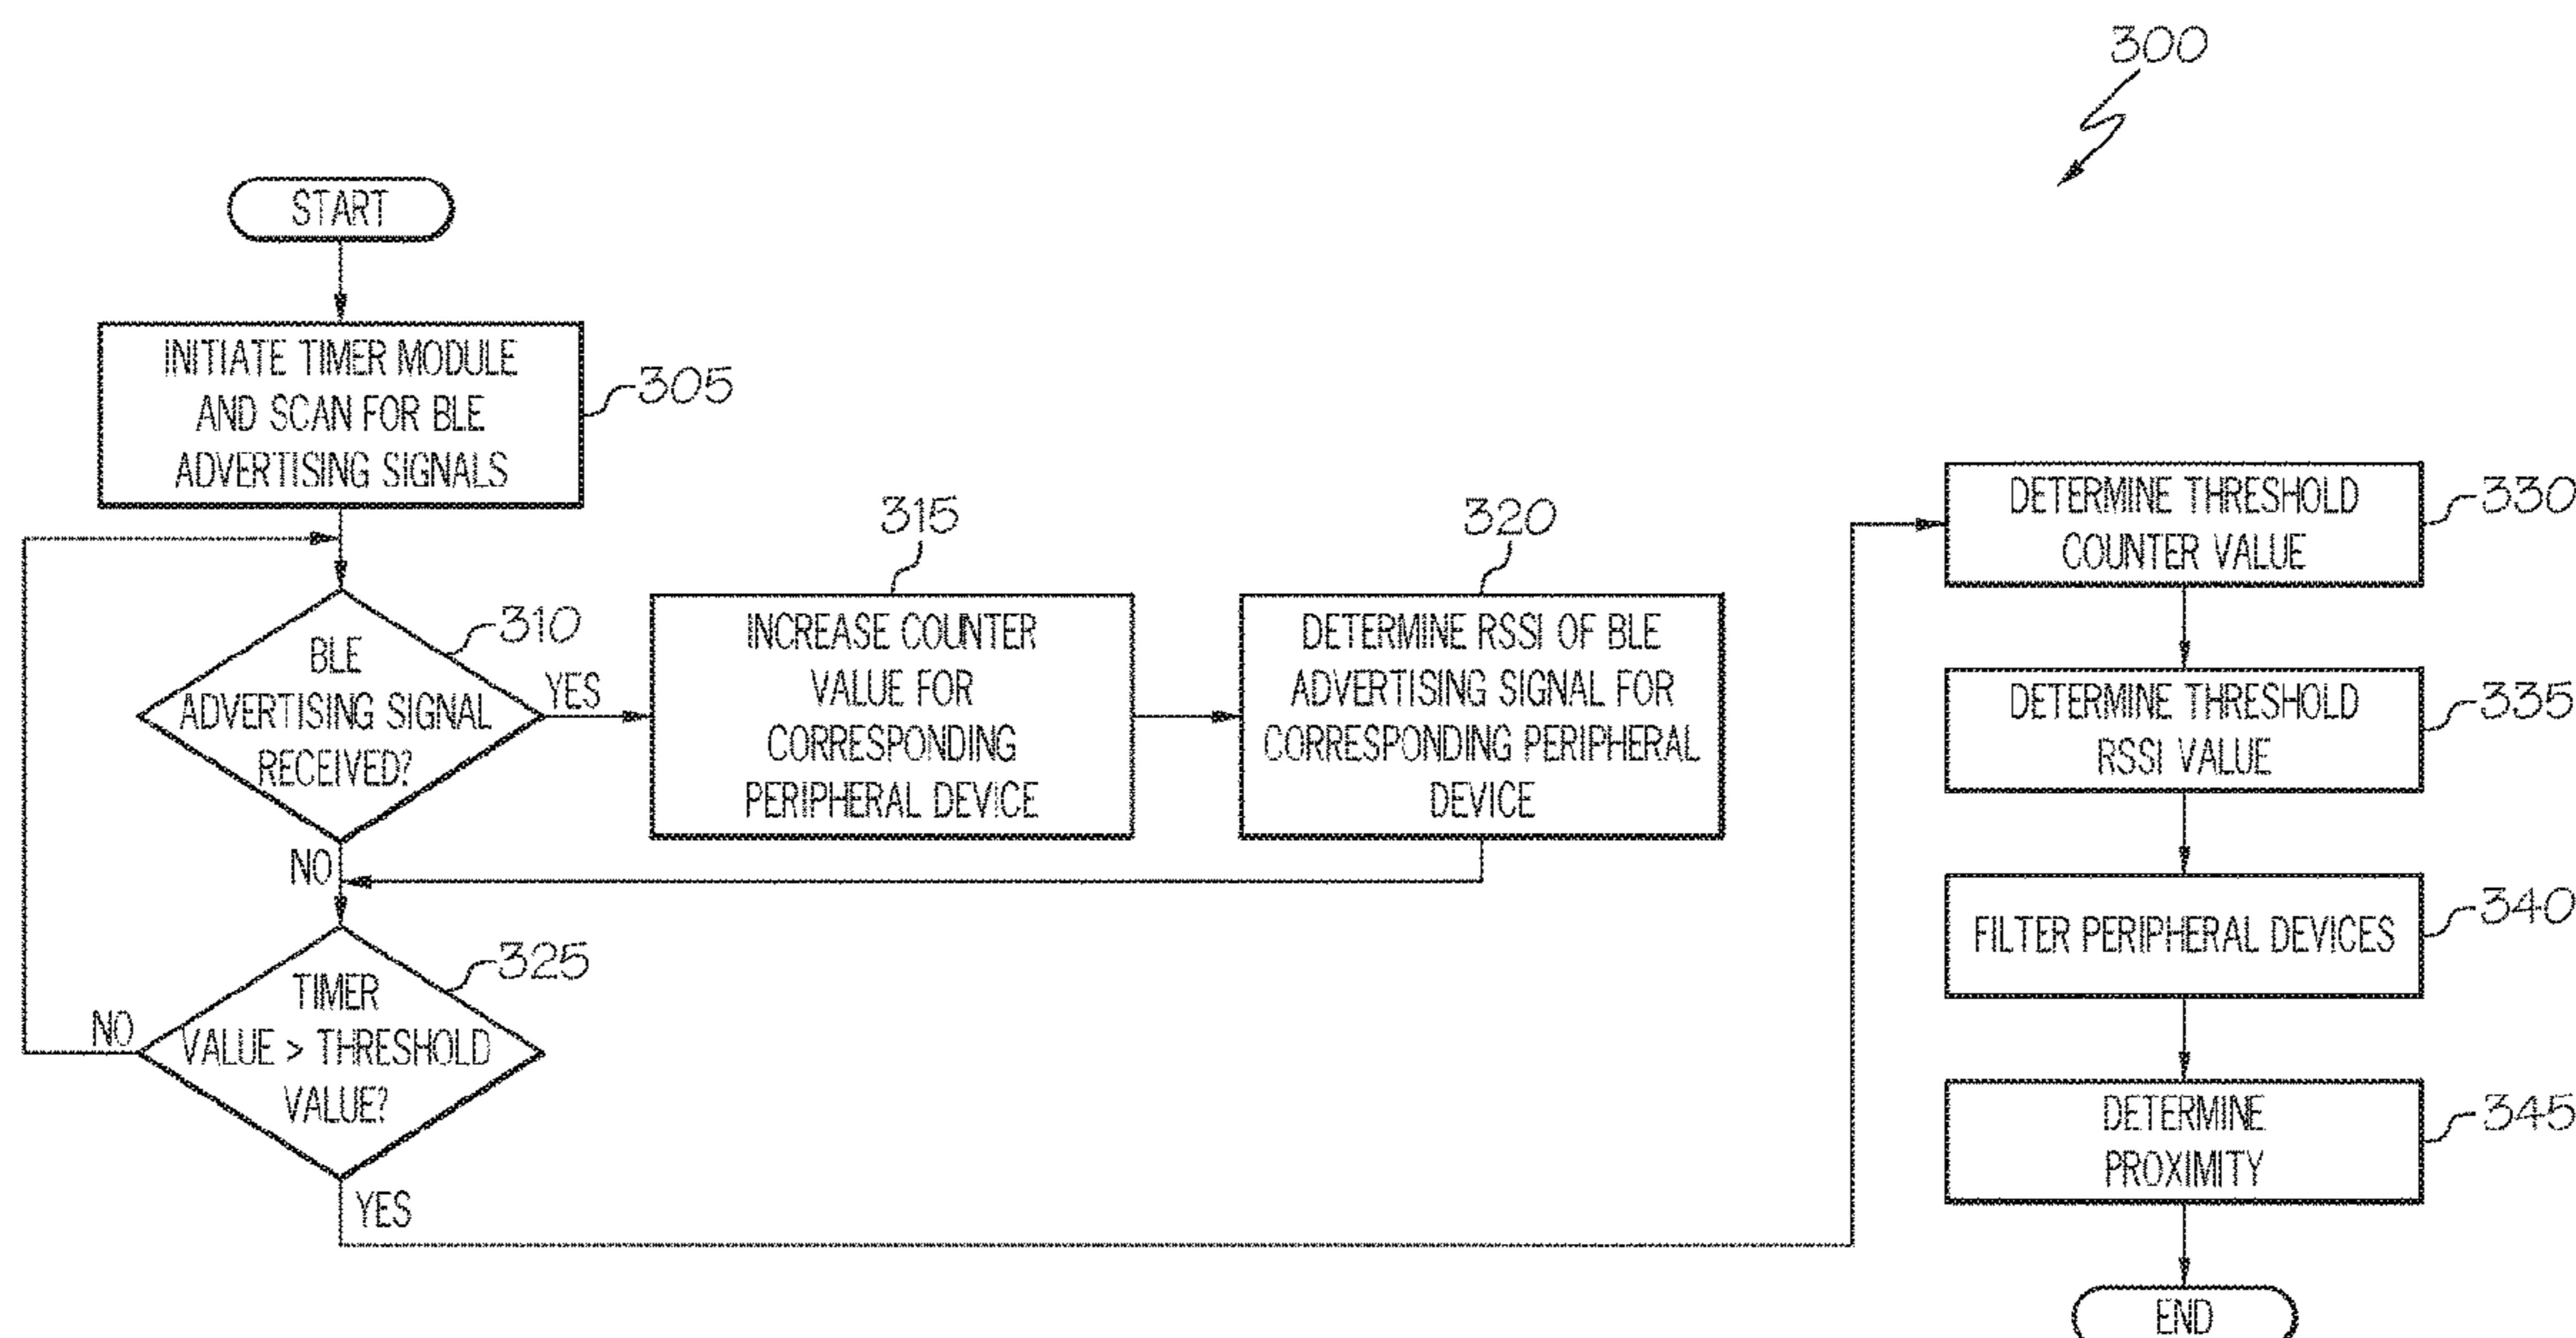 300
START
INITIATE TIMER MODULE
AND SCAN FOR BLE
ADVERTISING SIGNALS
305
BLE
ADVERTISING SIGNAL
RECEIVED?
310
YES
NO
315
INCREASE COUNTER
VALUE FOR
CORRESPONDING
PERIPHERAL DEVICE
320
DETERMINE RSSI OF BLE
ADVERTISING SIGNAL FOR
CORRESPONDING PERIPHERAL
DEVICE
TIMER
VALUE > THRESHOLD
VALUE?
325
NO
YES
DETERMINE THRESHOLD
COUNTER VALUE
330
DETERMINE THRESHOLD
RSSI VALUE
335
FILTER PERIPHERAL DEVICES
340
DETERMINE
PROXIMITY
345
END